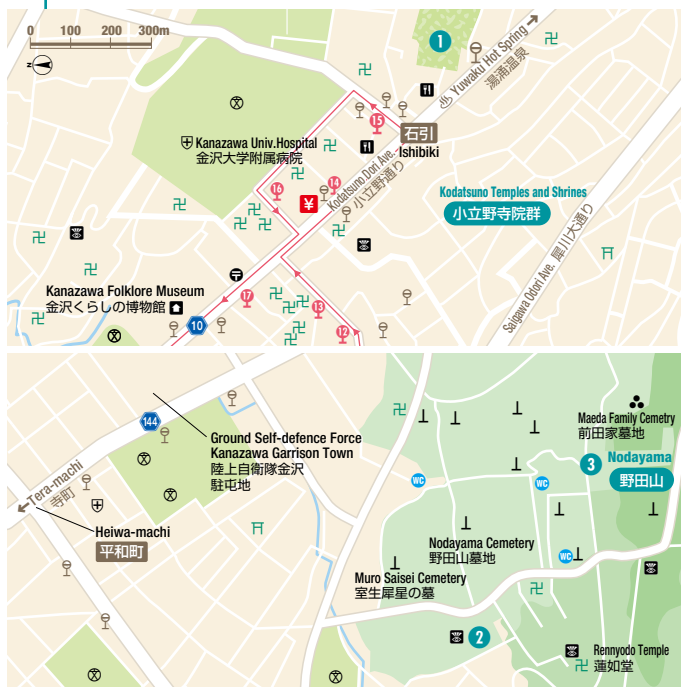 0 100 200 300m
N
1
Yuwaku Hot Spring
湯涌温泉
15
石引
Ishibiki
Kanazawa Univ.Hospital
金沢大学附属病院
16
14
¥
Kodatsuno Dori Ave.
小立野通り
Kodatsuno Temples and Shrines
小立野寺院群
Saigawa Odori Ave. 犀川大通り
Kanazawa Folklore Museum
金沢くらしの博物館
17
13
12
10
144
Ground Self-defence Force
Kanazawa Garrison Town
陸上自衛隊金沢
駐屯地
Tera-machi
寺町
Heiwa-machi
平和町
Maeda Family Cemetry
前田家墓地
3 Nodayama
野田山
WC
WC
Nodayama Cemetery
野田山墓地
WC
Muro Saisei Cemetery
室生犀星の墓
2
Rennyodo Temple
蓮如堂